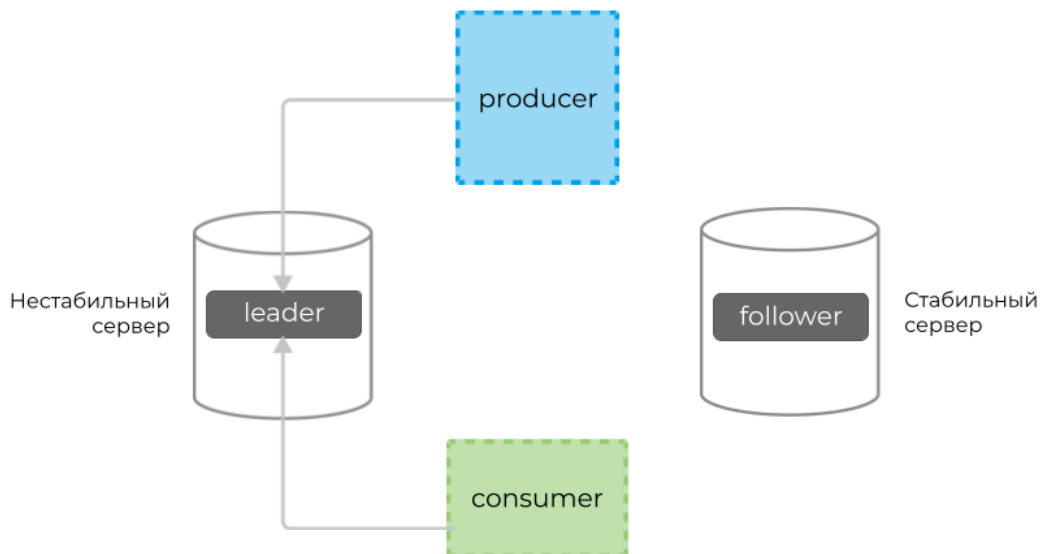 producer
Нестабильный
сервер
leader
follower
Стабильный
сервер
consumer